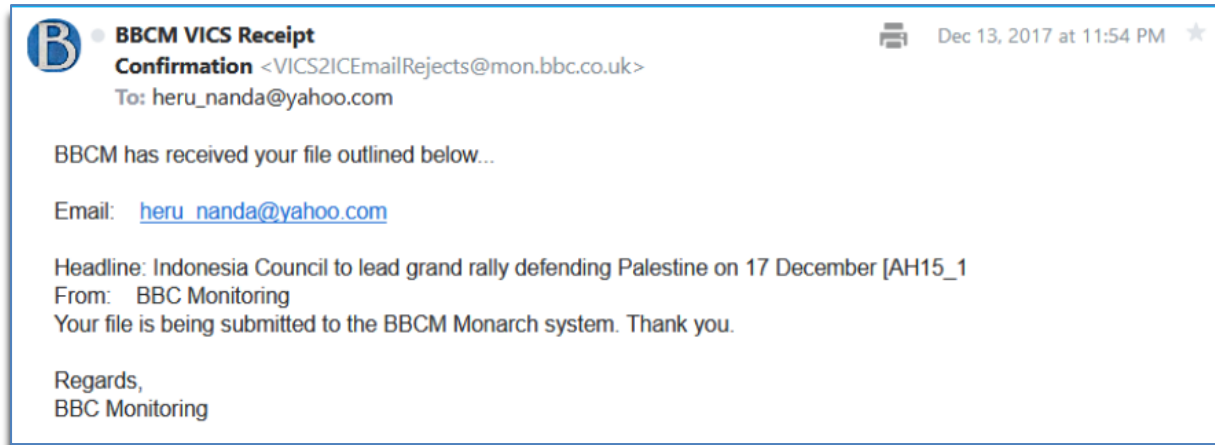 B
BBCM VICS Receipt
Confirmation <VICS2ICEmailRejects@mon.bbc.co.uk>
Dec 13, 2017 at 11:54 PM
To: heru_nanda@yahoo.com
BBCM has received your file outlined below...
Email: heru_nanda@yahoo.com
Headline: Indonesia Council to lead grand rally defending Palestine on 17 December [AH15_1
From: BBC Monitoring
Your file is being submitted to the BBCM Monarch system. Thank you.
Regards,
BBC Monitoring